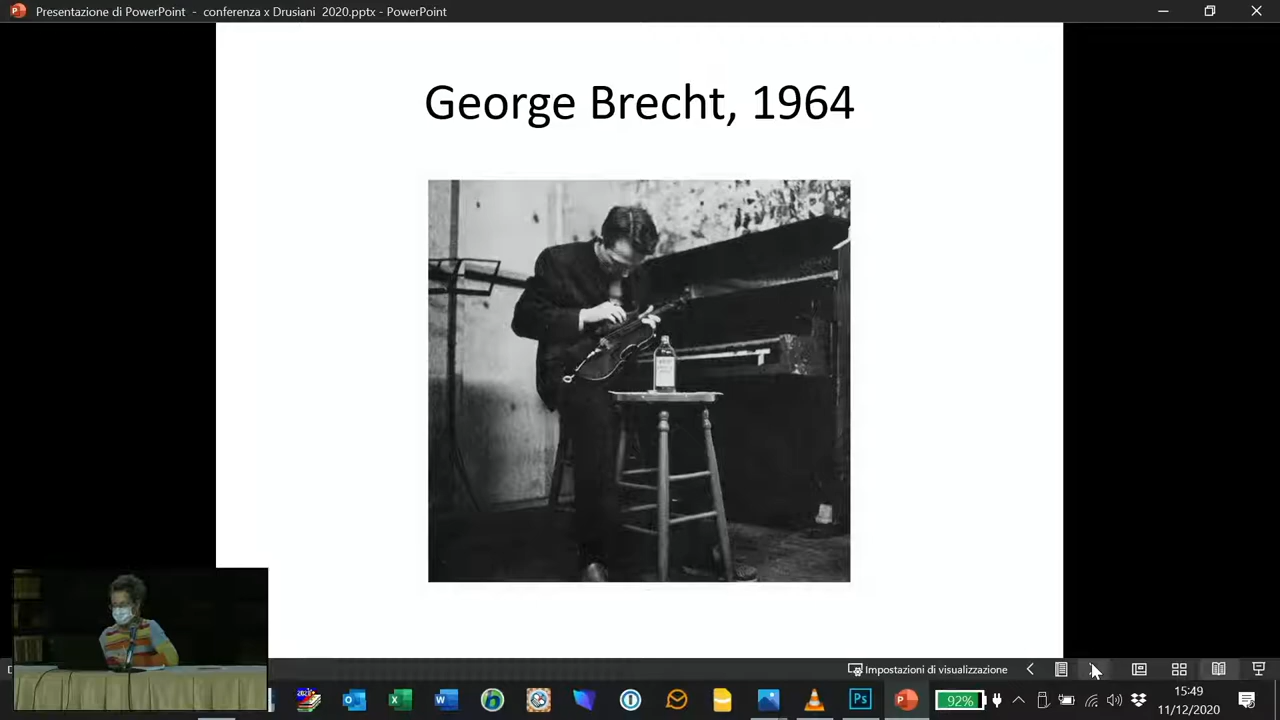 Presentazione di PowerPoint - conferenza x Drusiani 2020.pptx - PowerPoint
George Brecht, 1964
Impostazioni di visualizzazione
Ps
92%
15:49
11/12/2020